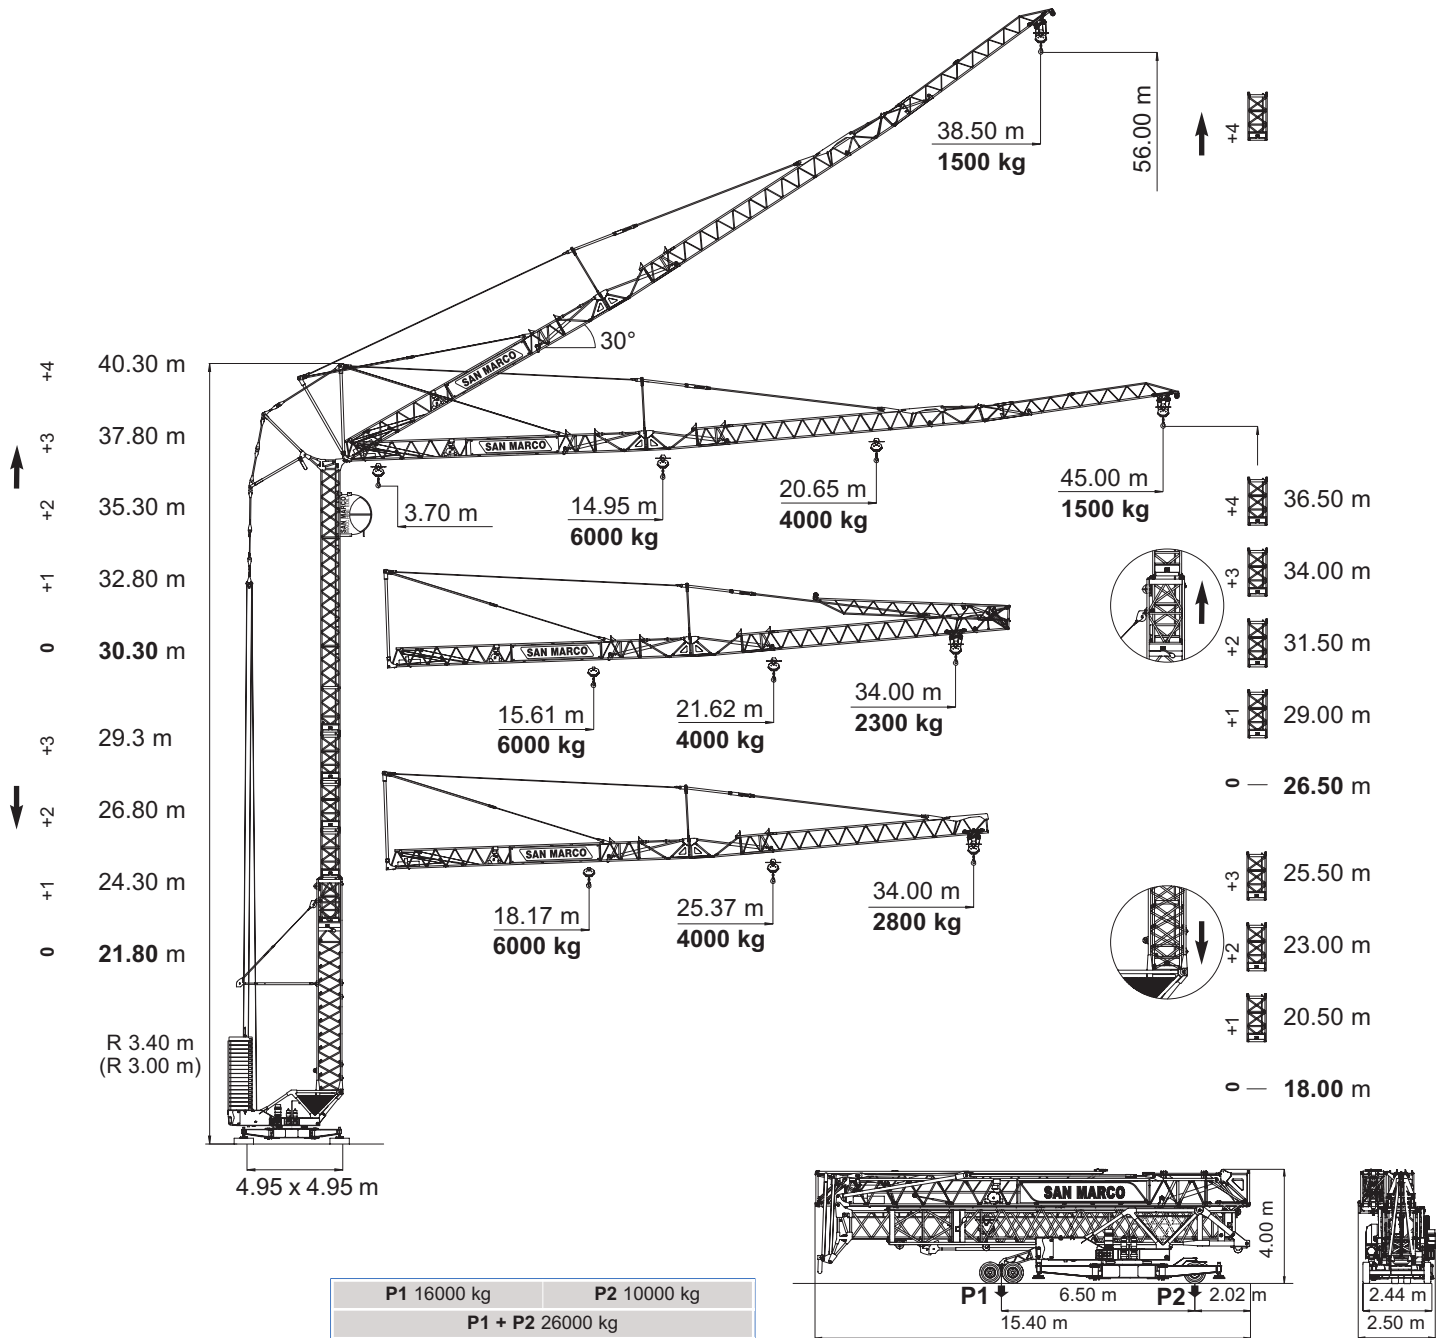 38.50 m
1500 kg
56.00 m
+4
30°
SAN MARCO
+4 40.30 m
+3 37.80 m
+2 35.30 m
+1 32.80 m
0 30.30 m
+3 29.3 m
+2 26.80 m
+1 24.30 m
0 21.80 m
R 3.40 m
(R 3.00 m)
4.95 x 4.95 m
SAN MARCO
SAN MARCO
3.70 m
14.95 m
6000 kg
20.65 m
4000 kg
45.00 m
1500 kg
SAN MARCO
15.61 m
6000 kg
21.62 m
4000 kg
34.00 m
2300 kg
SAN MARCO
18.17 m
6000 kg
25.37 m
4000 kg
34.00 m
2800 kg
+4 36.50 m
+3 34.00 m
+2 31.50 m
+1 29.00 m
0 — 26.50 m
+3 25.50 m
+2 23.00 m
+1 20.50 m
0 — 18.00 m
SAN MARCO
4.00 m
P1 6.50 m P2 2.02 m
15.40 m
2.44 m
2.50 m
P1 16000 kg P2 10000 kg
P1 + P2 26000 kg